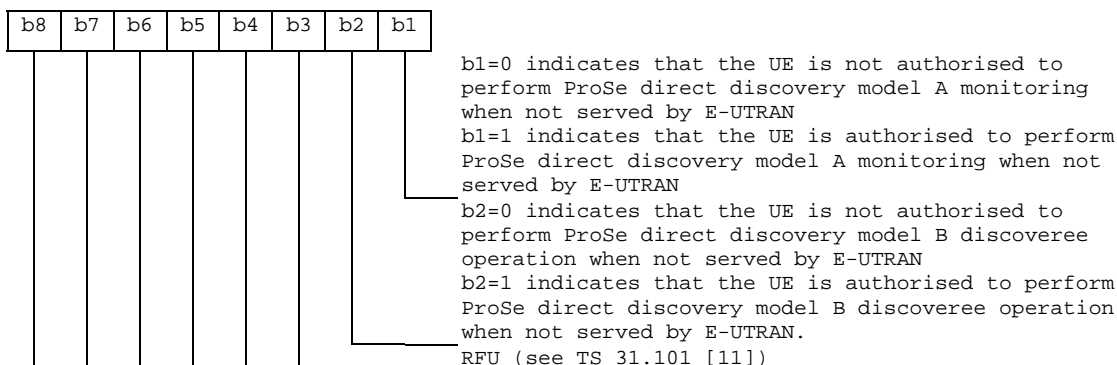 b8 b7 b6 b5 b4 b3 b2 b1
b1=0 indicates that the UE is not authorised to
perform ProSe direct discovery model A monitoring
when not served by E-UTRAN
b1=1 indicates that the UE is authorised to perform
ProSe direct discovery model A monitoring when not
served by E-UTRAN
b2=0 indicates that the UE is not authorised to
perform ProSe direct discovery model B discoveree
operation when not served by E-UTRAN
b2=1 indicates that the UE is authorised to perform
ProSe direct discovery model B discoveree operation
when not served by E-UTRAN.
RFU (see TS 31.101 [11])